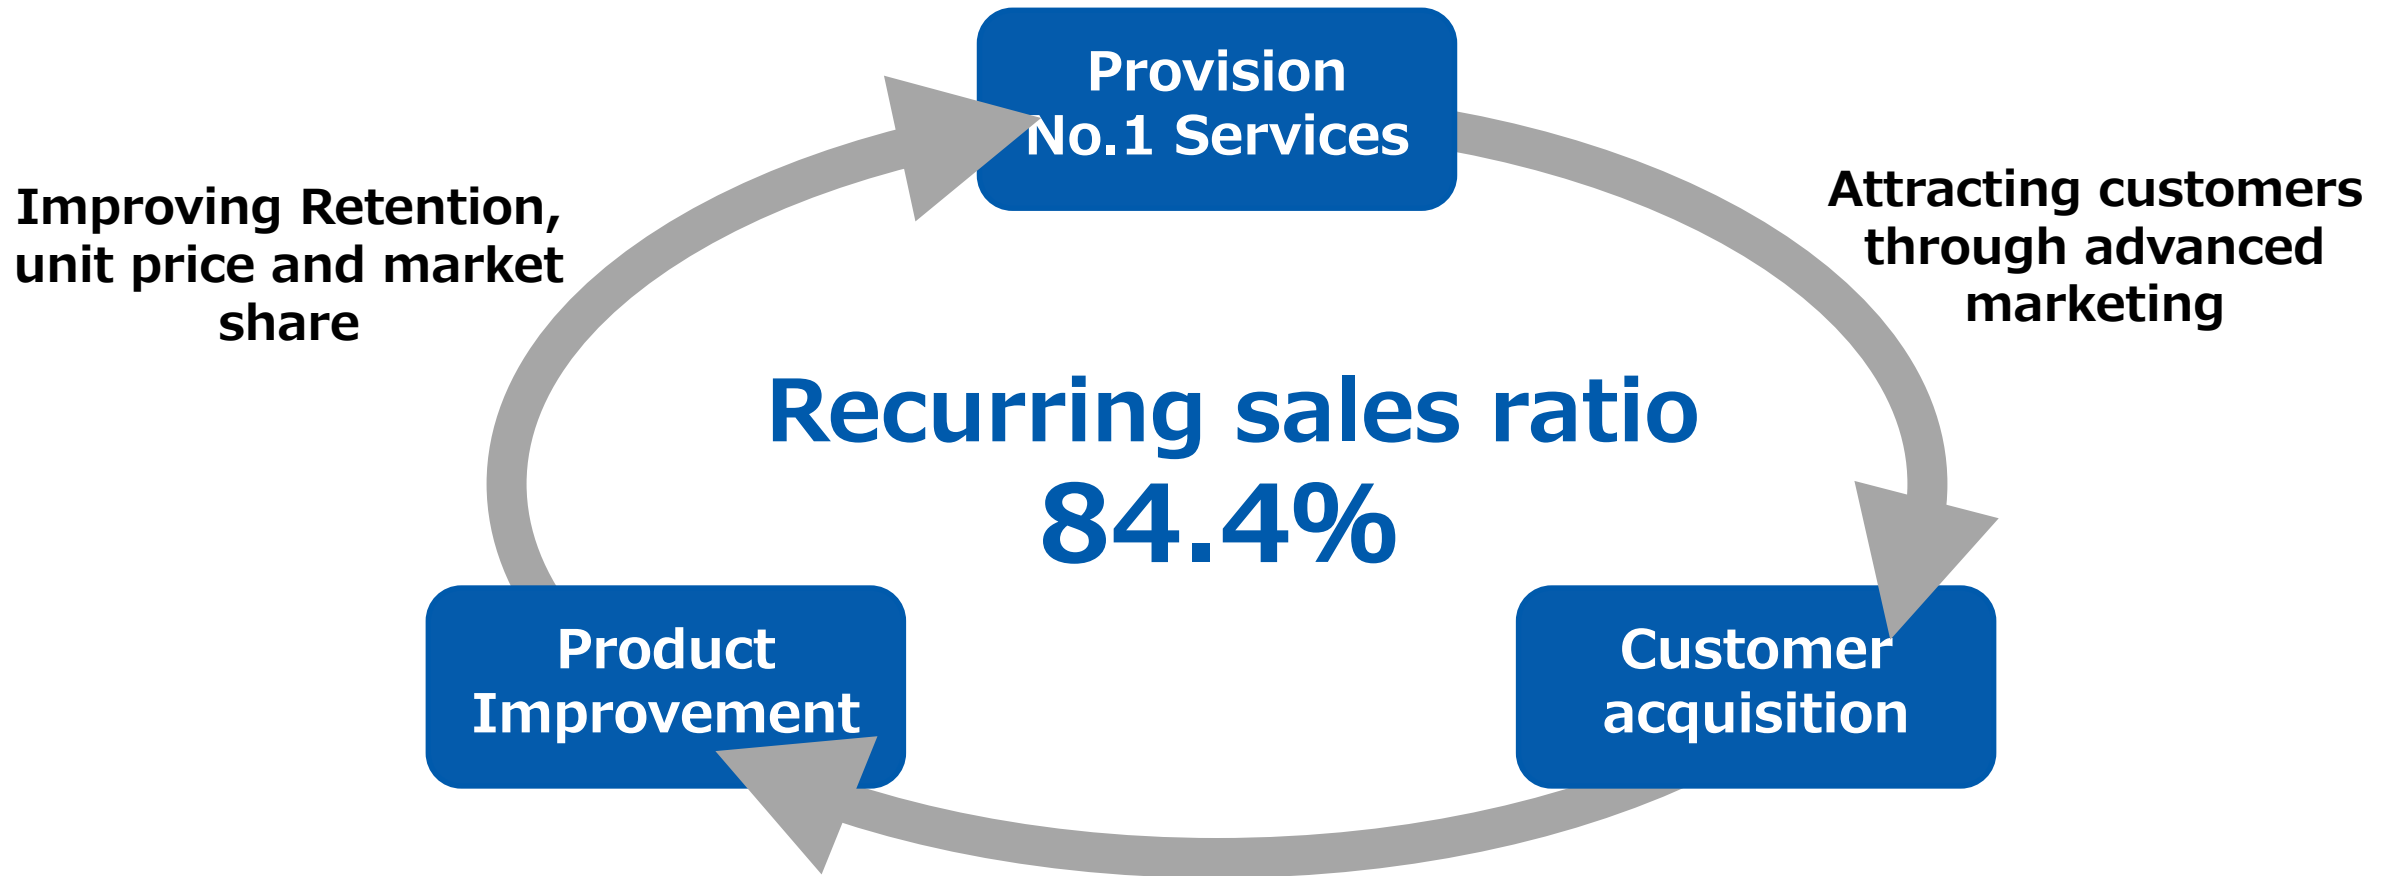 Provision
No.1 Services
Improving Retention,
unit price and market
share
Attracting customers
through advanced
marketing
Recurring sales ratio
84.4%
Product
Improvement
Customer
acquisition